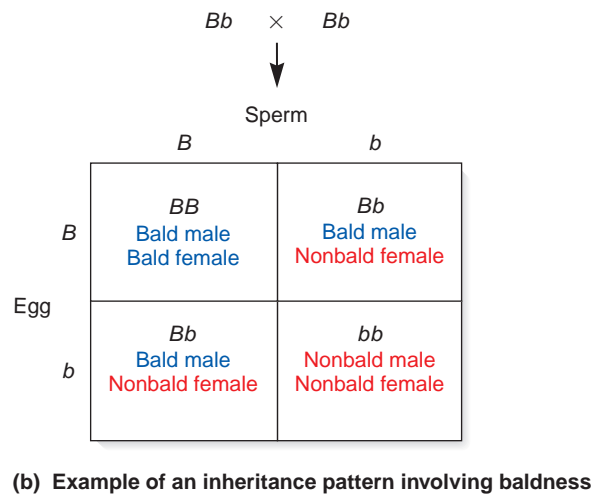 Bb × Bb
Sperm
B b
B
BB
Bald male
Bald female
Bb
Bald male
Nonbald female
Egg
b
Bb
Bald male
Nonbald female
bb
Nonbald male
Nonbald female
(b) Example of an inheritance pattern involving baldness